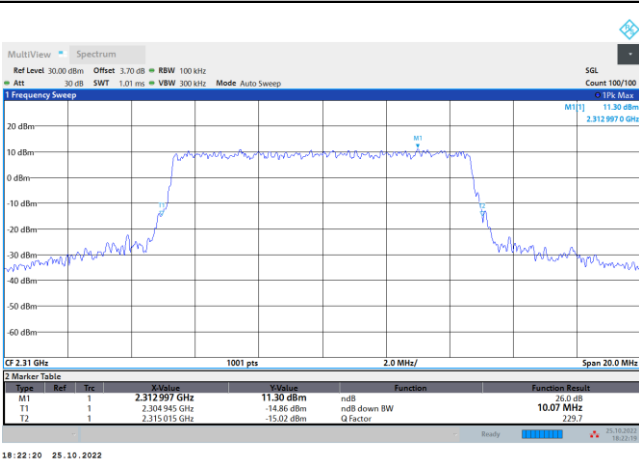 MultiView Spectrum
Ref Level 30.00 dBm Offset 3.70 dB RBW 100 kHz SGL
Att 30 dB SWT 1.01 ms VBW 300 kHz Mode Auto Sweep Count 100/100
1 Frequency Sweep 1Pk Max
M1[1] 11.30 dBm
2.312 997 0 GHz
20 dBm
M1
10 dBm
0 dBm
-10 dBm
T1 T2
-20 dBm
-30 dBm
-40 dBm
-50 dBm
-60 dBm
CF 2.31 GHz 1001 pts 2.0 MHz/ Span 20.0 MHz
2 Marker Table
Type Ref Trc X-Value Y-Value Function Function Result
M1 1 2.312 997 GHz 11.30 dBm ndB 26.0 dB
T1 1 2.304 945 GHz -14.86 dBm ndB down BW 10.07 MHz
T2 1 2.315 015 GHz -15.02 dBm Q Factor 229.7
Ready 25.10.2022
18:22:19
18:22:20 25.10.2022